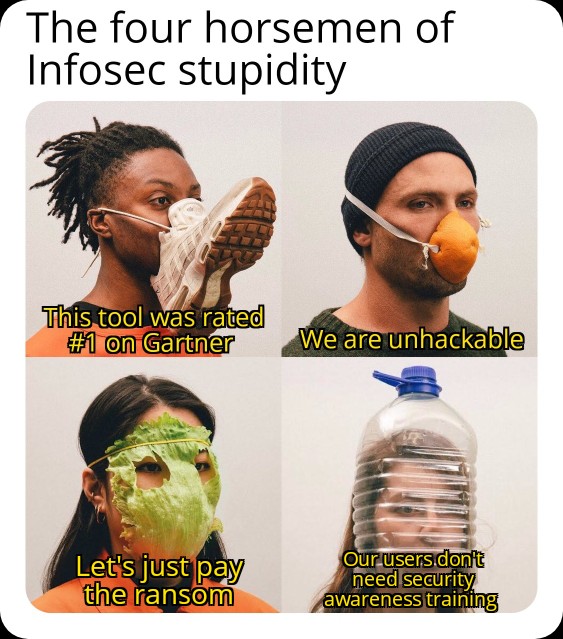 The four horsemen of
Infosec stupidity
This tool was rated
#1 on Gartner
We are unhackable
Let's just pay
the ransom
Our users don't
need security
awareness training